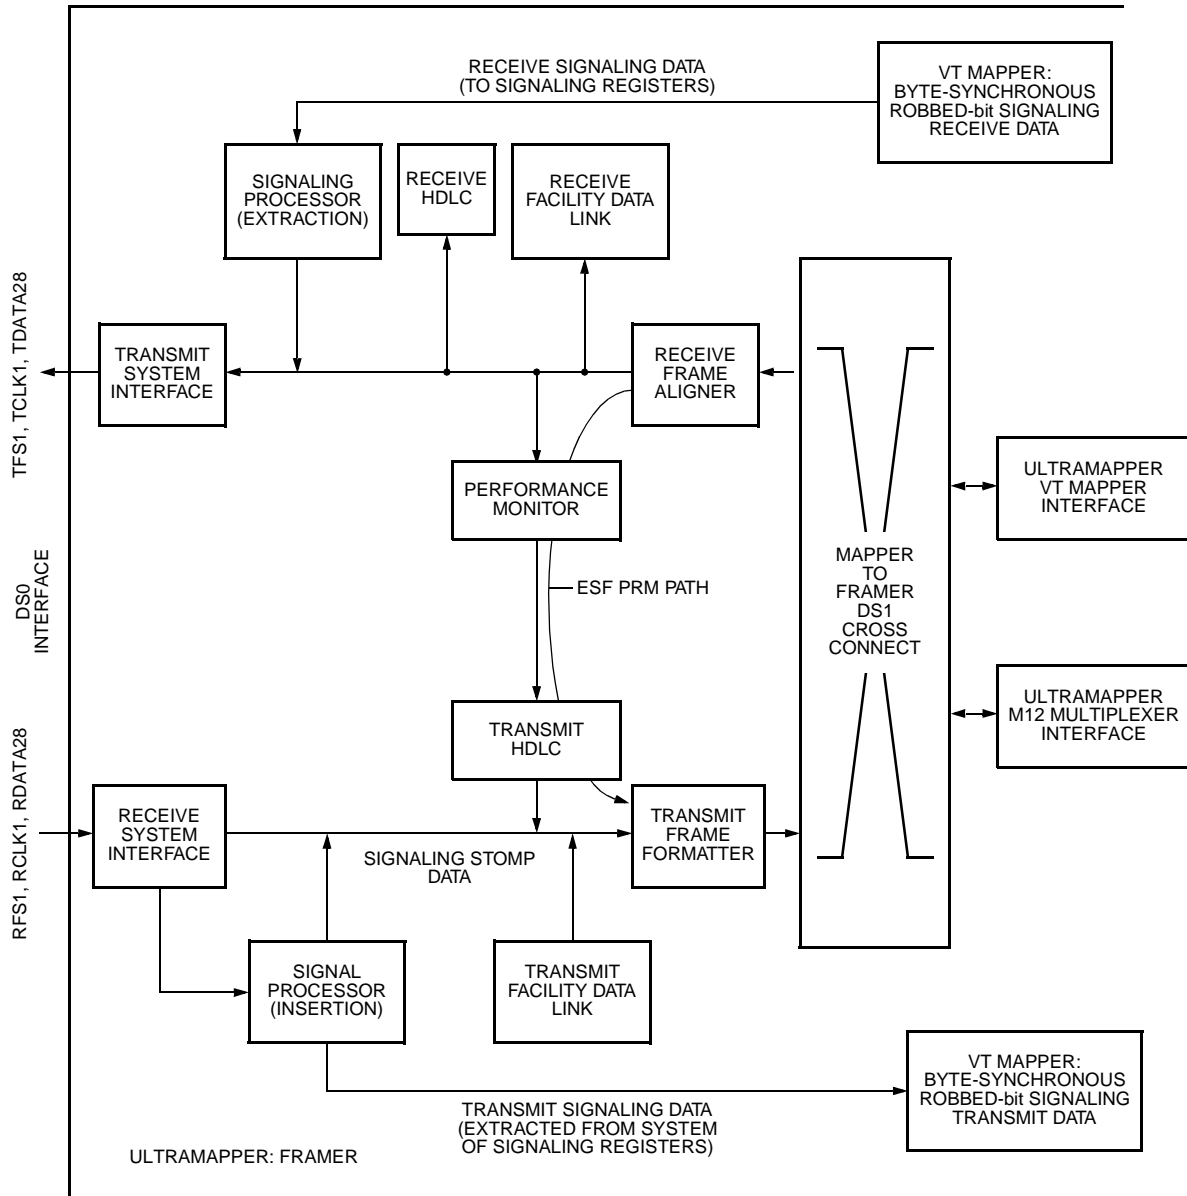 RECEIVE SIGNALING DATA
(TO SIGNALING REGISTERS)
VT MAPPER:
BYTE-SYNCHRONOUS
ROBBED-bit SIGNALING
RECEIVE DATA
SIGNALING
PROCESSOR
(EXTRACTION)
RECEIVE
HDLC
RECEIVE
FACILITY DATA
LINK
TFS1, TCLK1, TDATA28
TRANSMIT
SYSTEM
INTERFACE
RECEIVE
FRAME
ALIGNER
PERFORMANCE
MONITOR
ULTRAMAPPER
VT MAPPER
INTERFACE
DS0
INTERFACE
ESF PRM PATH
MAPPER
TO
FRAMER
DS1
CROSS
CONNECT
ULTRAMAPPER
M12 MULTIPLEXER
INTERFACE
TRANSMIT
HDLC
RFS1, RCLK1, RDATA28
RECEIVE
SYSTEM
INTERFACE
SIGNALING STOMP
DATA
TRANSMIT
FRAME
FORMATTER
SIGNAL
PROCESSOR
(INSERTION)
TRANSMIT
FACILITY DATA
LINK
VT MAPPER:
BYTE-SYNCHRONOUS
ROBBED-bit SIGNALING
TRANSMIT DATA
TRANSMIT SIGNALING DATA
(EXTRACTED FROM SYSTEM
OF SIGNALING REGISTERS)
ULTRAMAPPER: FRAMER